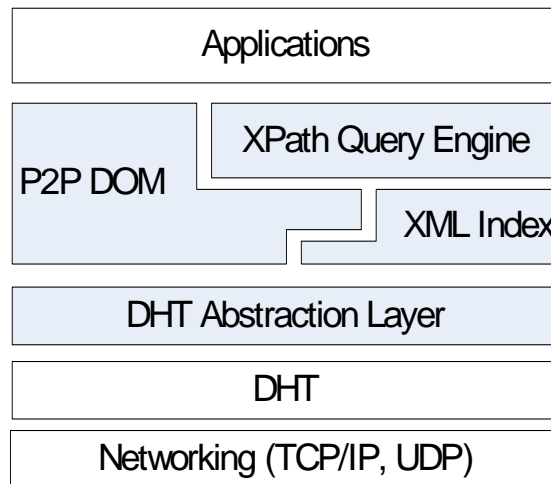 Applications
XPath Query Engine
P2P DOM
XML Index
DHT Abstraction Layer
DHT
Networking (TCP/IP, UDP)